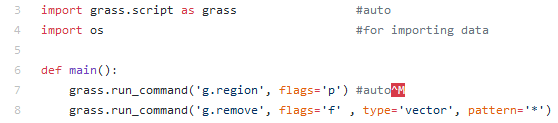 3 import grass.script as grass #auto
4 import os #for importing data
5
6 def main():
7 grass.run_command('g.region', flags='p') #auto^M
8 grass.run_command('g.remove', flags='f' , type='vector', pattern='*')